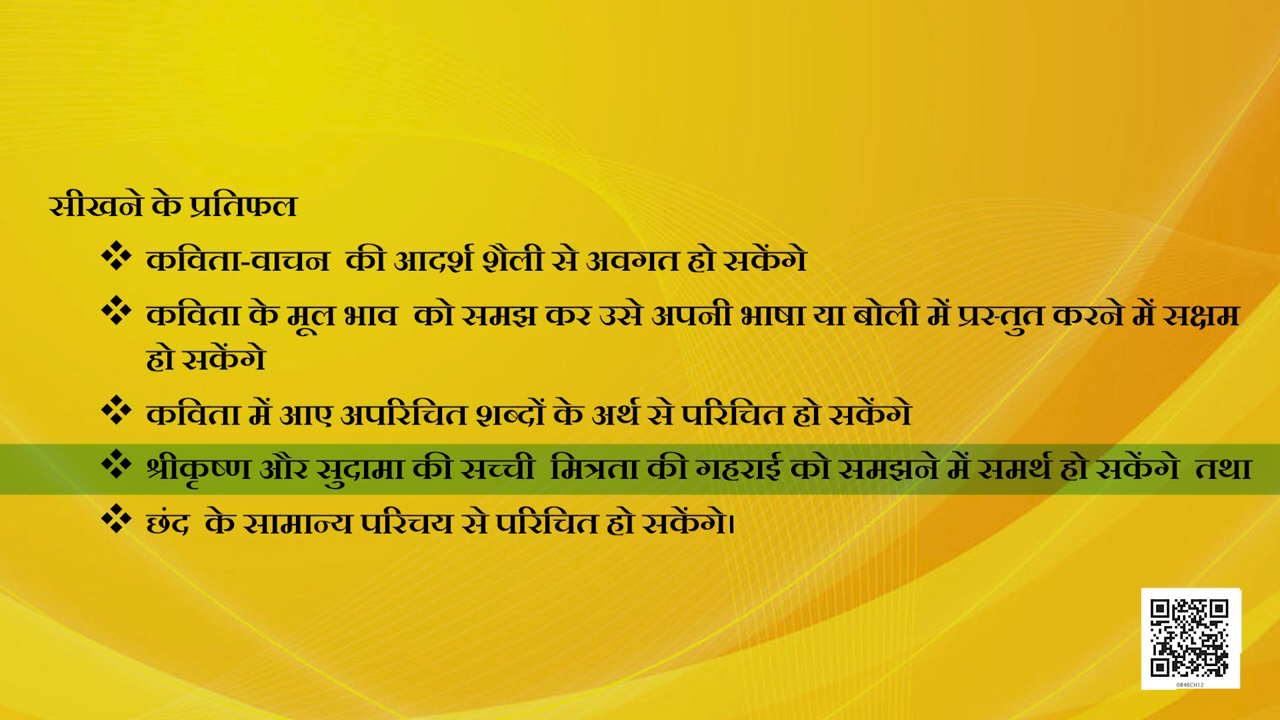 सीखने के प्रतिफल
❖ कविता-वाचन की आदर्श शैली से अवगत हो सकेंगे
❖ कविता के मूल भाव को समझ कर उसे अपनी भाषा या बोली में प्रस्तुत करने में सक्षम
हो सकेंगे
❖ कविता में आए अपरिचित शब्दों के अर्थ से परिचित हो सकेंगे
❖ श्रीकृष्ण और सुदामा की सच्ची मित्रता की गहराई को समझने में समर्थ हो सकेंगे तथा
❖ छंद के सामान्य परिचय से परिचित हो सकेंगे।
0846CH12